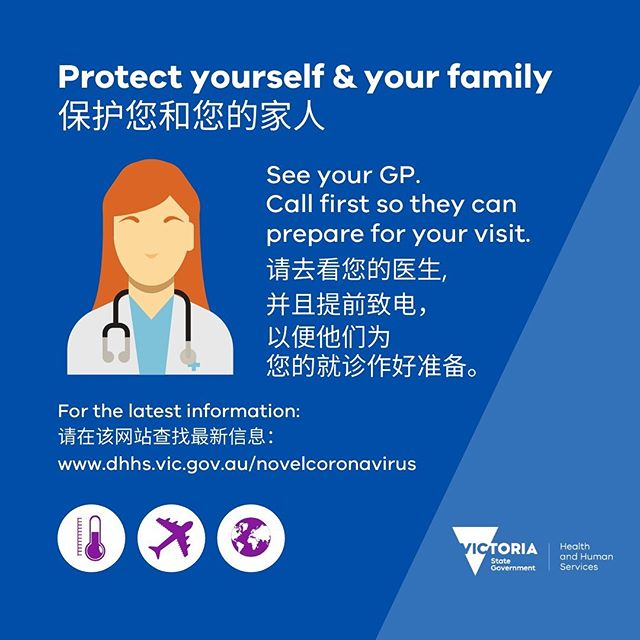 Protect yourself & your family
保护您和您的家人
See your GP.
Call first so they can
prepare for your visit.
请去看您的医生,
并且提前致电，
以便他们为
您的就诊作好准备。
For the latest information:
请在该网站查找最新信息：
www.dhhs.vic.gov.au/novelcoronavirus
VICTORIA
State
Government
Health
and Human
Services